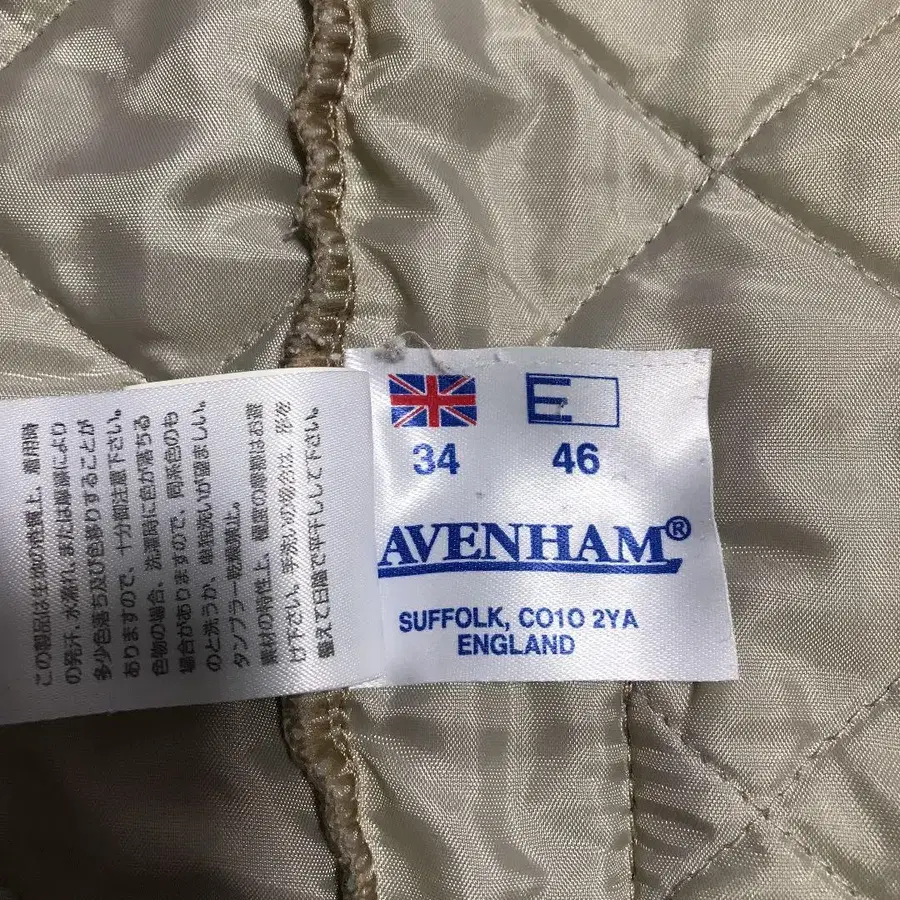 この製品は生地の性質上、着用時
の発汗、水濡れ、または摩擦により
多少色落ち及び色移りすることが
ありますので、十分御注意下さい。
色物の場合、洗濯時に色が落ちる
場合がありますので、同系色のも
のと洗うか、単独洗いが望ましい。
タンブラー乾燥禁止。
素材の特性上、極度の摩擦はお避
け下さい。手洗いの場合は、形を
整えて日陰で平干しして下さい。
E
34 46
AVENHAM®
SUFFOLK, CO10 2YA
ENGLAND